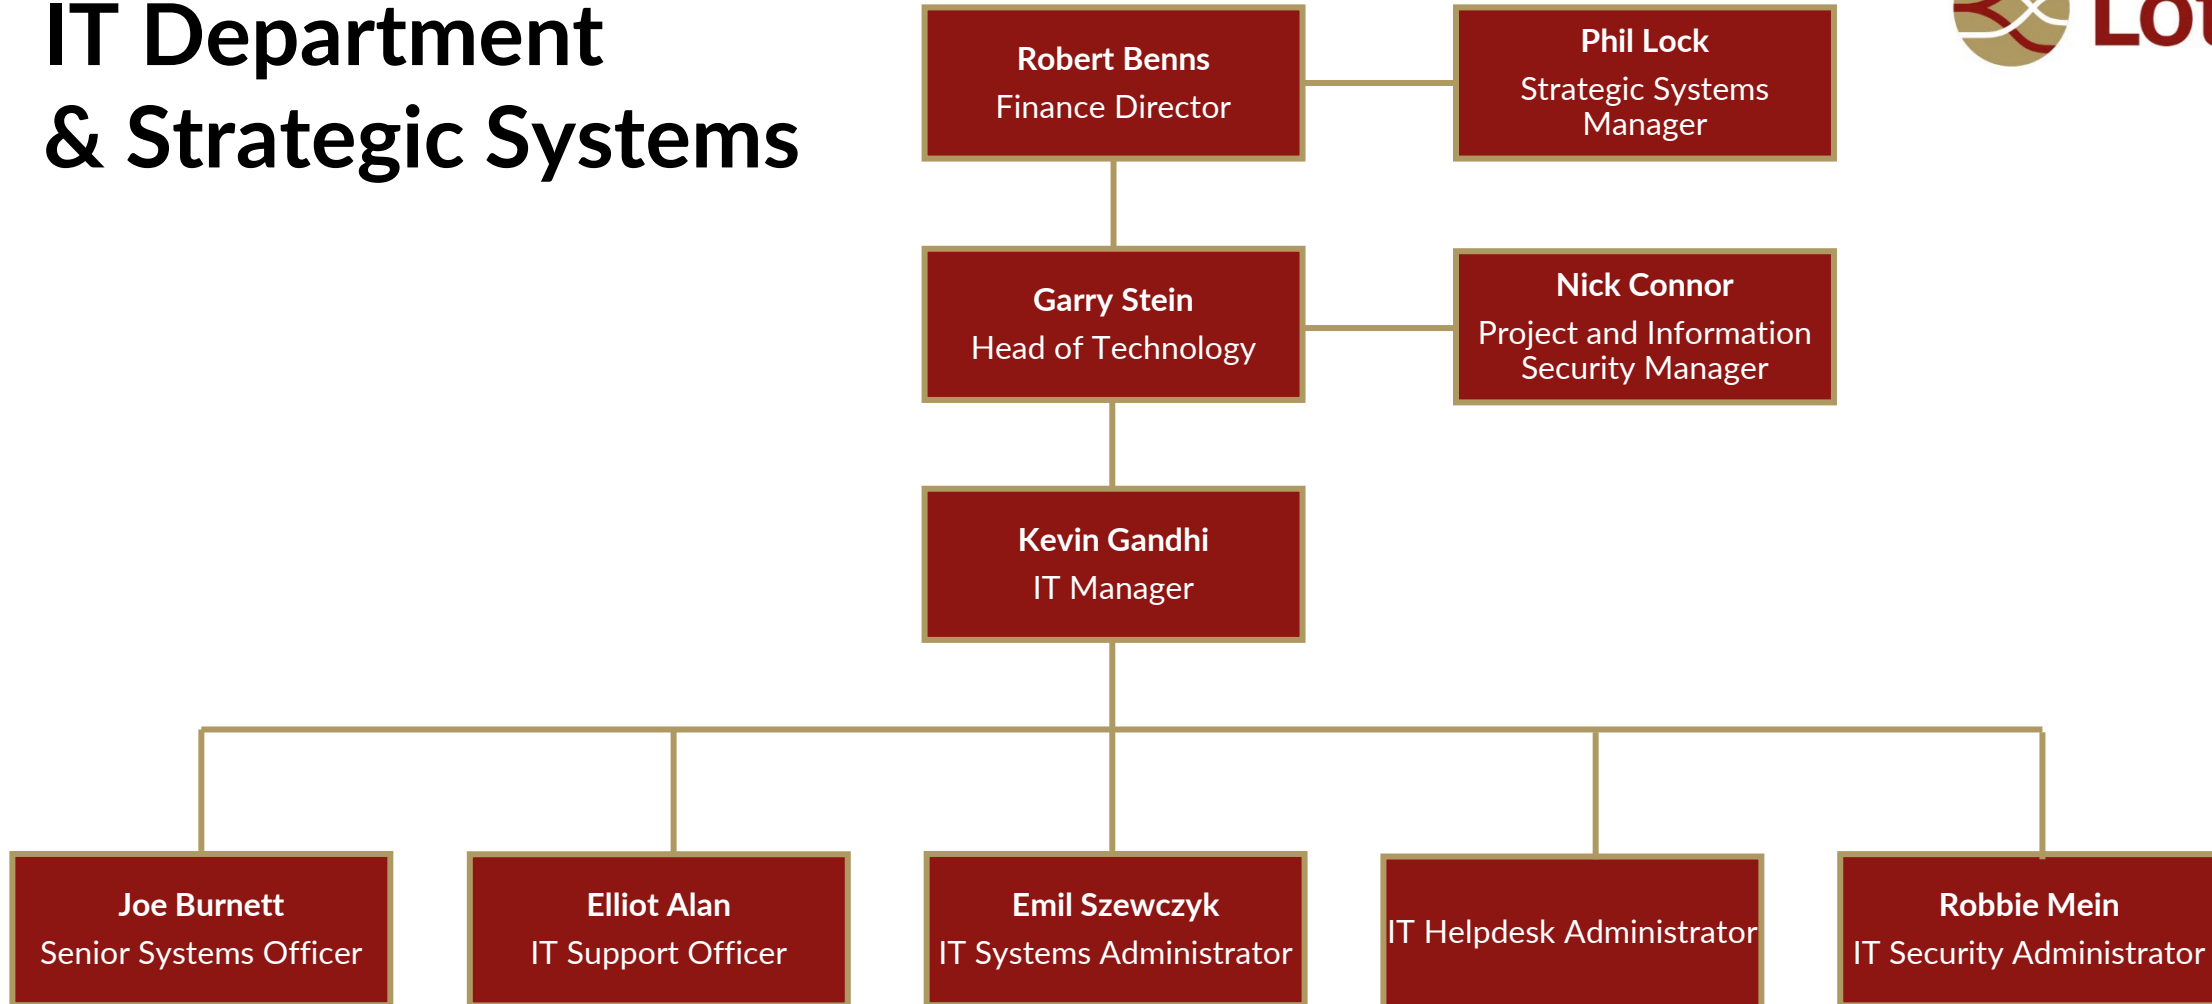 IT Department
& Strategic Systems
Robert Benns
Finance Director
Phil Lock
Strategic Systems
Manager
Garry Stein
Head of Technology
Nick Connor
Project and Information
Security Manager
Kevin Gandhi
IT Manager
Joe Burnett
Senior Systems Officer
Elliot Alan
IT Support Officer
Emil Szewczyk
IT Systems Administrator
IT Helpdesk Administrator
Robbie Mein
IT Security Administrator